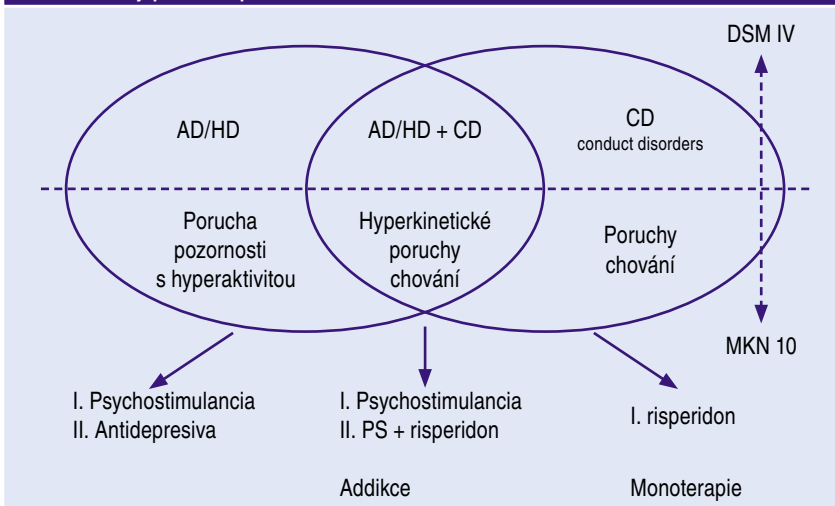 DSM IV
AD/HD
AD/HD + CD
CD
conduct disorders
Porucha
pozornosti
s hyperaktivitou
Hyperkinetické
poruchy
chování
Poruchy
chování
MKN 10
I. Psychostimulancia
II. Antidepresiva
I. Psychostimulancia
II. PS + risperidon
I. risperidon
Addikce
Monoterapie